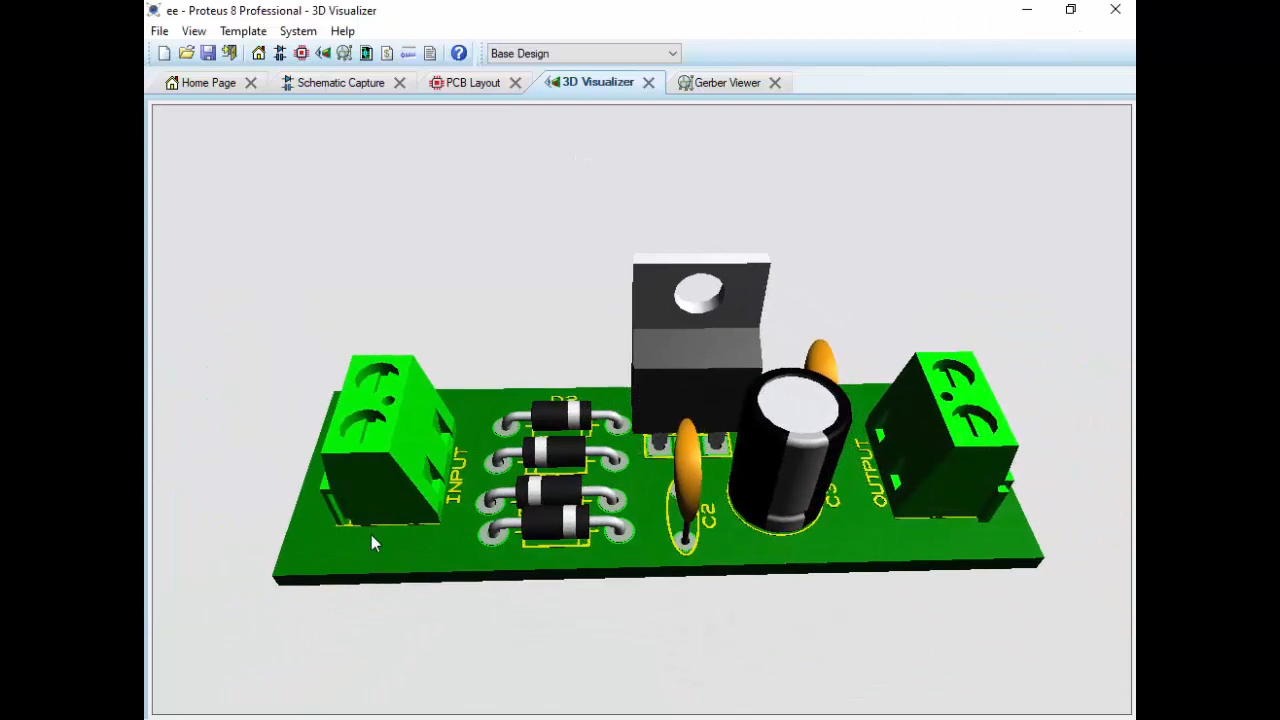 ee - Proteus 8 Professional - 3D Visualizer
File View Template System Help
Base Design
Home Page Schematic Capture PCB Layout 3D Visualizer Gerber Viewer
INPUT
C2
C3
OUTPUT